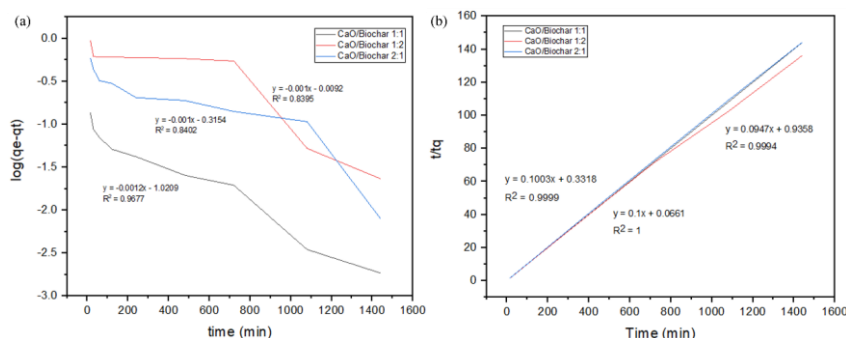 (a)
CaO/Biochar 1:1
CaO/Biochar 1:2
CaO/Biochar 2:1
0.0
-0.5
-1.0
-1.5
-2.0
-2.5
-3.0
log(qe-qt)
y = -0.001x - 0.0092
R² = 0.8395
y = -0.001x - 0.3154
R² = 0.8402
y = -0.0012x - 1.0209
R² = 0.9677
0 200 400 600 800 1000 1200 1400 1600
time (min)
(b)
CaO/Biochar 1:1
CaO/Biochar 1:2
CaO/Biochar 2:1
160
140
120
100
80
60
40
20
0
t/tq
y = 0.0947x + 0.9358
R² = 0.9994
y = 0.1003x + 0.3318
R² = 0.9999
y = 0.1x + 0.0661
R² = 1
0 200 400 600 800 1000 1200 1400 1600
Time (min)